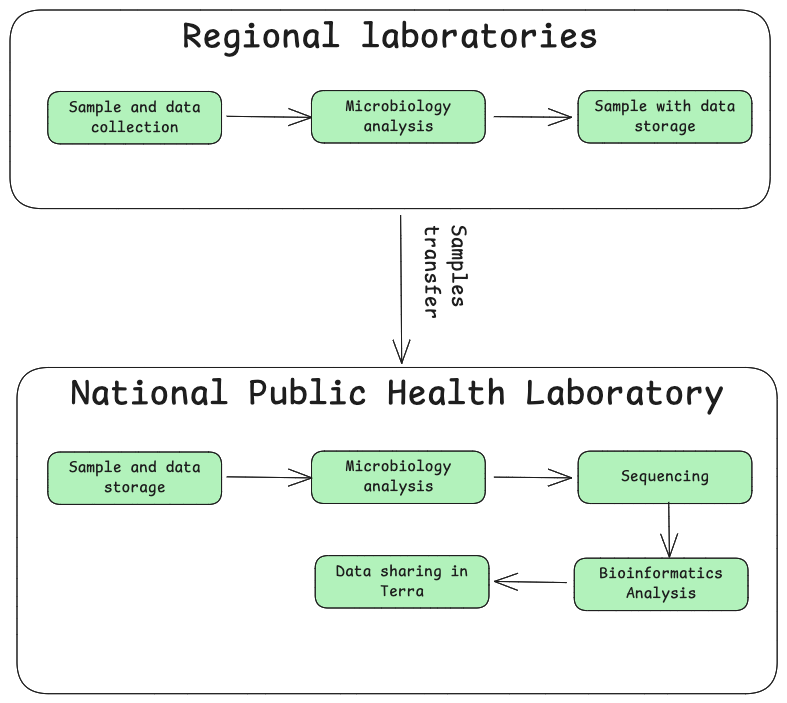 Regional laboratories
Sample and data
collection
Microbiology
analysis
Sample with data
storage
Samples
transfer
National Public Health Laboratory
Sample and data
storage
Microbiology
analysis
Sequencing
Bioinformatics
Analysis
Data sharing in
Terra